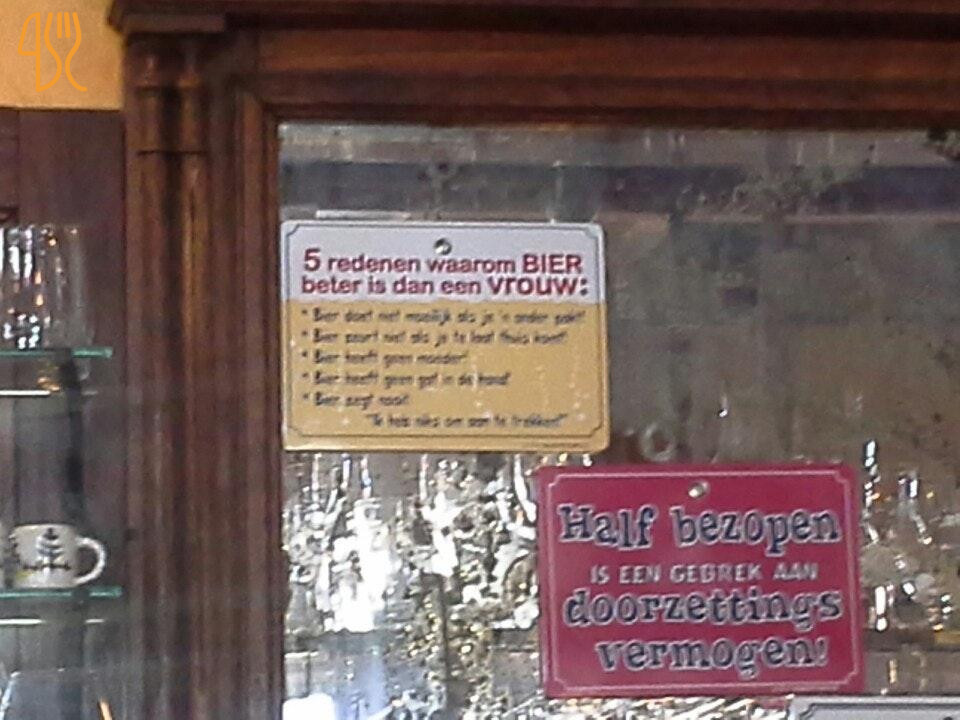 5 redenen waarom BIER
beter is dan een vrouw:
* Bier doet niet moeilijk als je 'n ander pakt!
* Bier zeurt niet als je te laat thuis komt!
* Bier heeft geen moeder!
* Bier heeft geen gat in de hand!
* Bier zegt nooit
"Ik heb niks om aan te trekken!"
Half bezopen
IS EEN GEBREK AAN
doorzettings
vermogen!